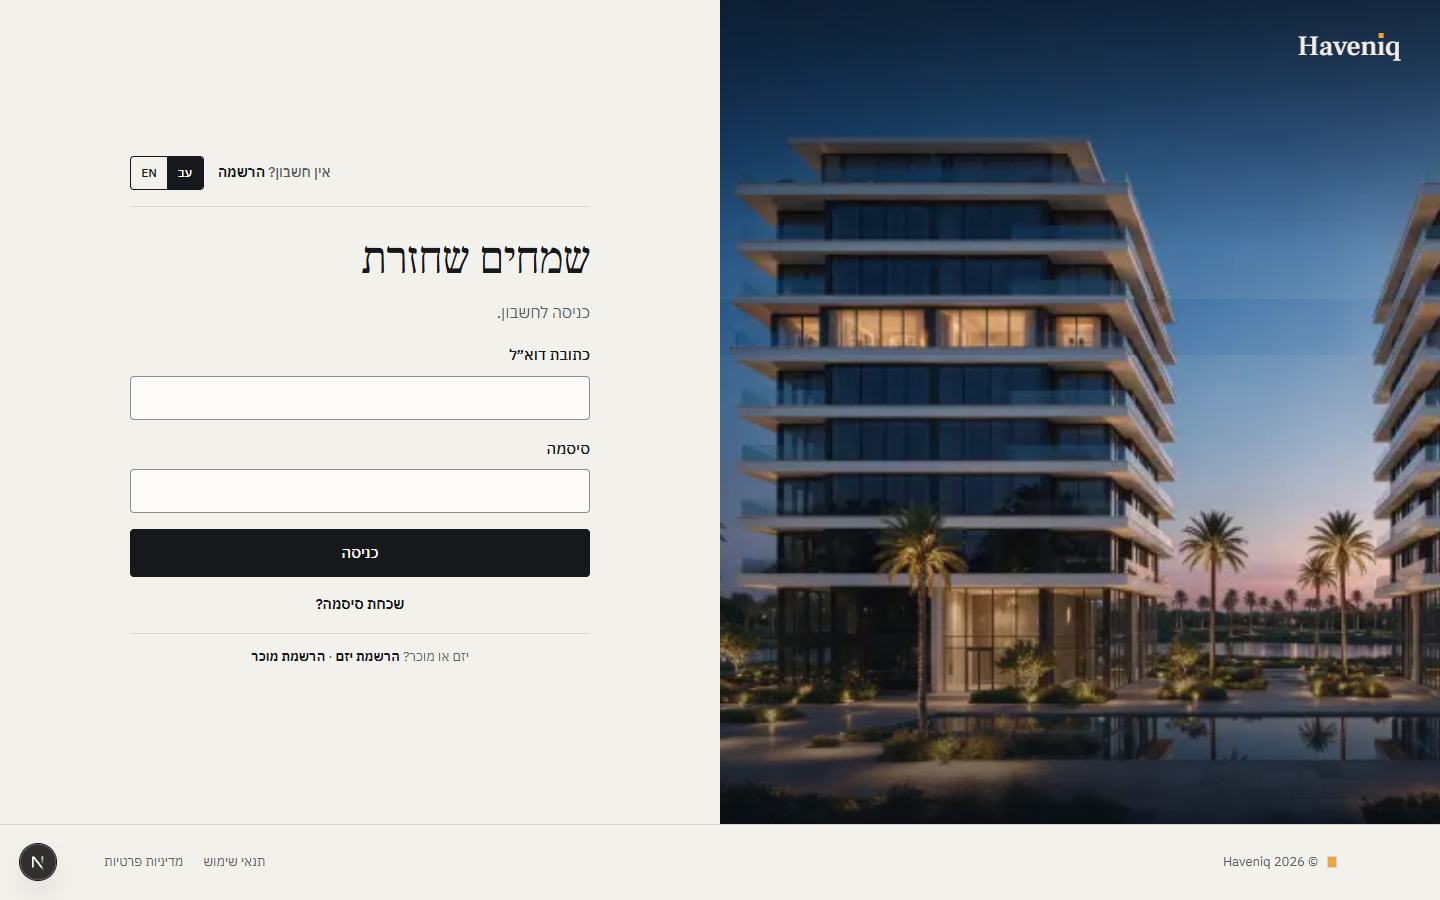 Haveniq
אין חשבון? הרשמה
עב EN
שמחים שחזרת
כניסה לחשבון.
כתובת דוא״ל
סיסמה
כניסה
שכחת סיסמה?
יזם או מוכר? הרשמת יזם · הרשמת מוכר
© 2026 Haveniq
תנאי שימוש מדיניות פרטיות
N